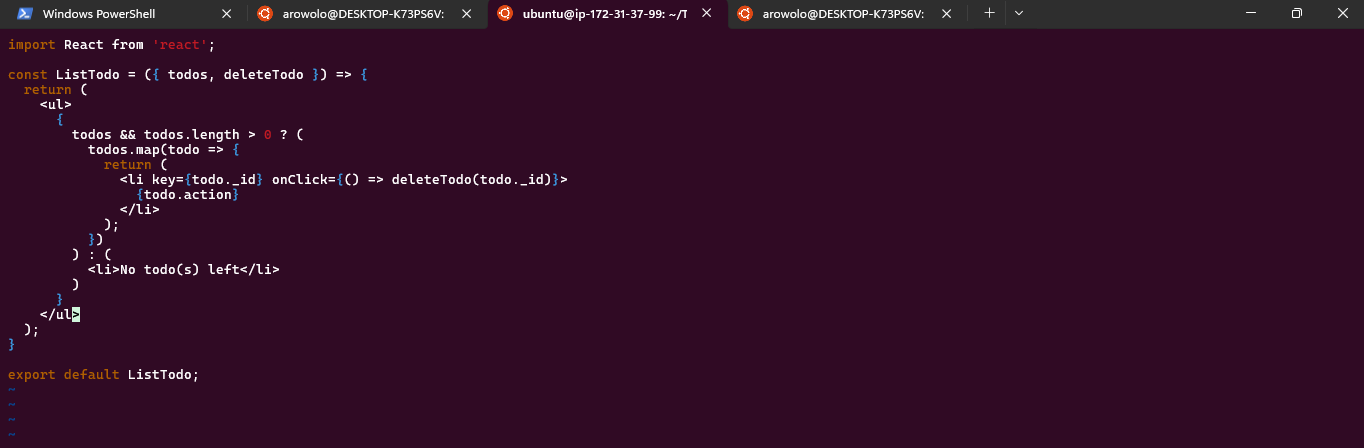 Windows PowerShell
arowolo@DESKTOP-K73PS6V:
ubuntu@ip-172-31-37-99: ~/T
arowolo@DESKTOP-K73PS6V:
import React from 'react';
const ListTodo = ({ todos, deleteTodo }) => {
  return (
    <ul>
      {
        todos && todos.length > 0 ? (
          todos.map(todo => {
            return (
              <li key={todo._id} onClick={() => deleteTodo(todo._id)}>
                {todo.action}
              </li>
            );
          })
        ) : (
          <li>No todo(s) left</li>
        )
      }
    </ul>
  );
}
export default ListTodo;
~
~
~
~